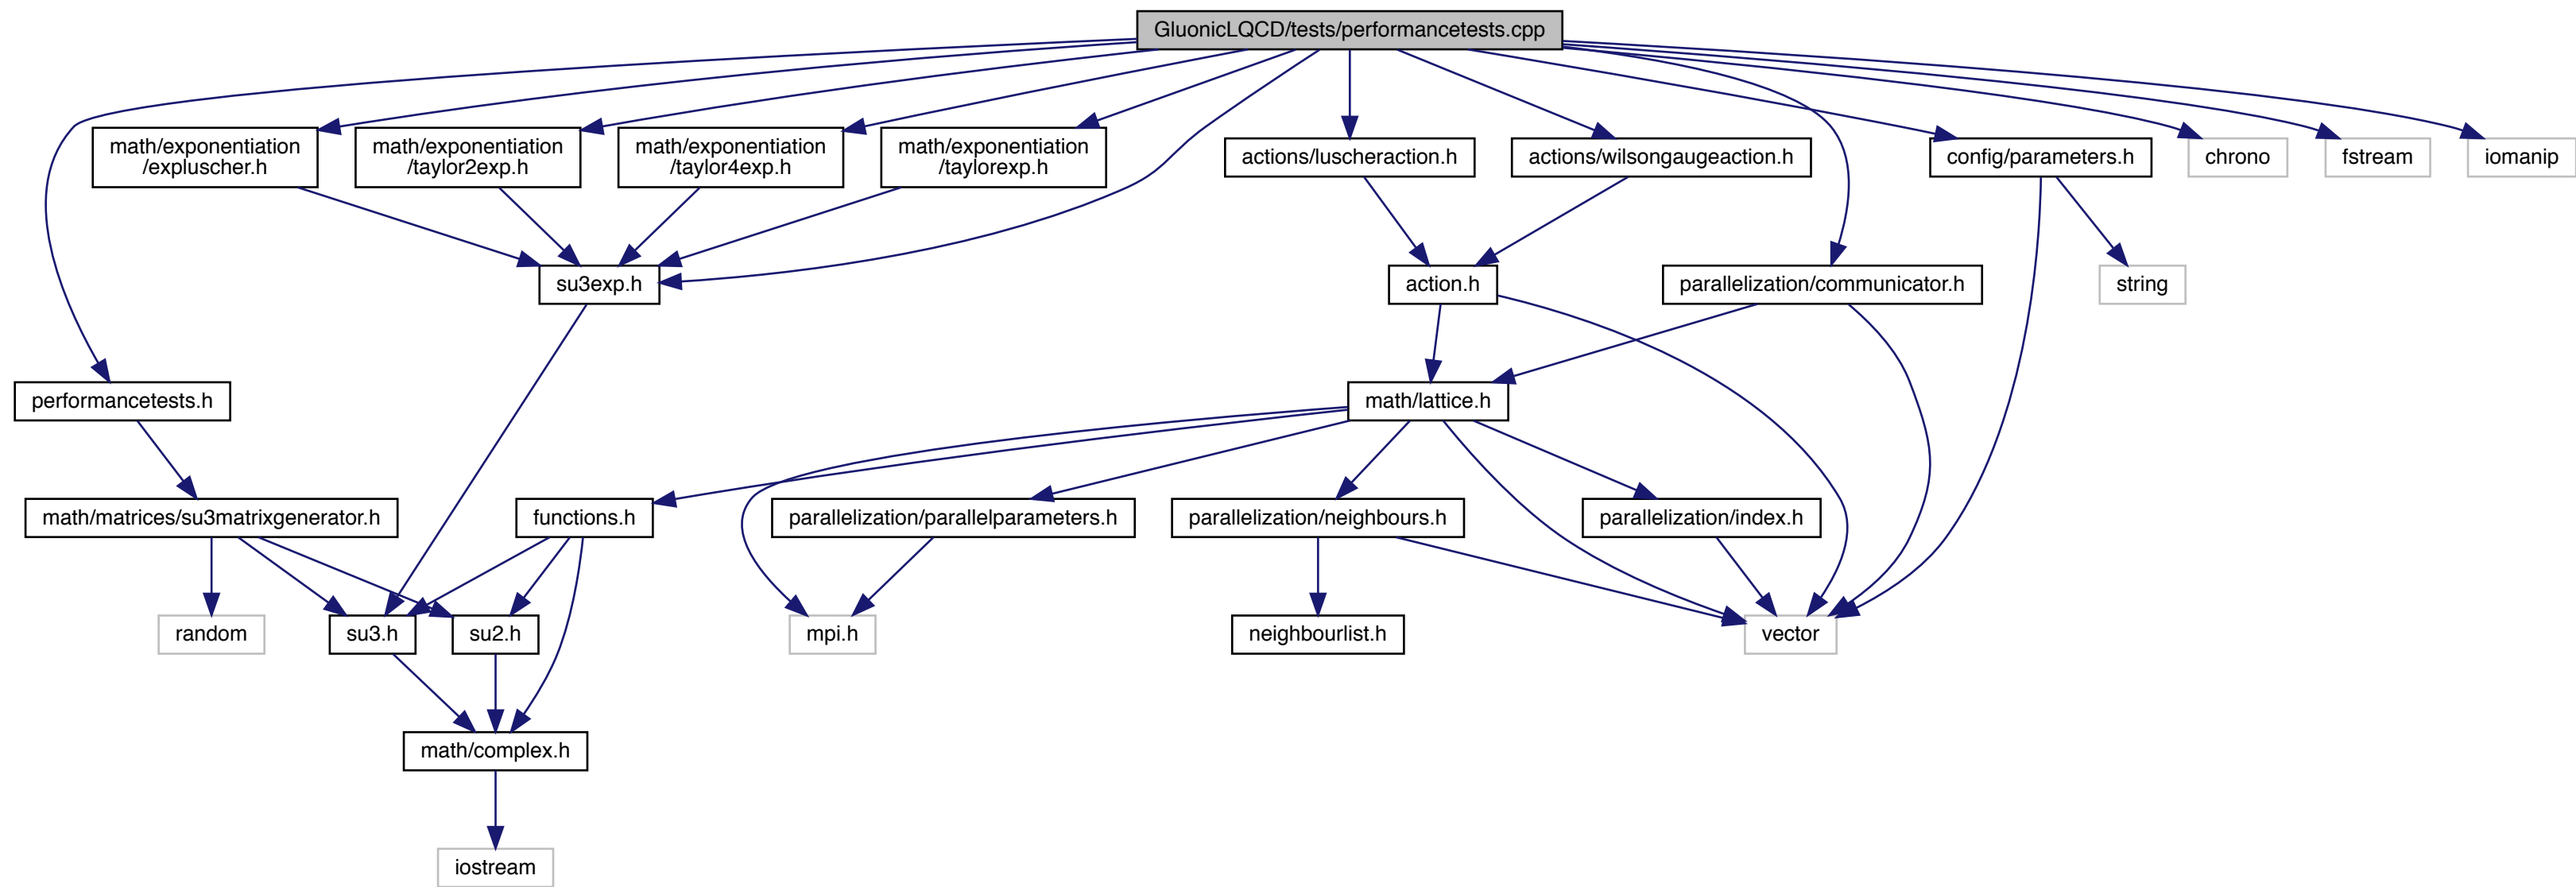 GluonicLQCD/tests/performancetests.cpp
math/exponentiation
/expluscher.h
math/exponentiation
/taylor2exp.h
math/exponentiation
/taylor4exp.h
math/exponentiation
/taylorexp.h
actions/luscheraction.h
actions/wilsongaugeaction.h
config/parameters.h
chrono
fstream
iomanip
su3exp.h
action.h
parallelization/communicator.h
string
performancetests.h
math/lattice.h
math/matrices/su3matrixgenerator.h
functions.h
parallelization/parallelparameters.h
parallelization/neighbours.h
parallelization/index.h
random
su3.h
su2.h
mpi.h
neighbourlist.h
vector
math/complex.h
iostream